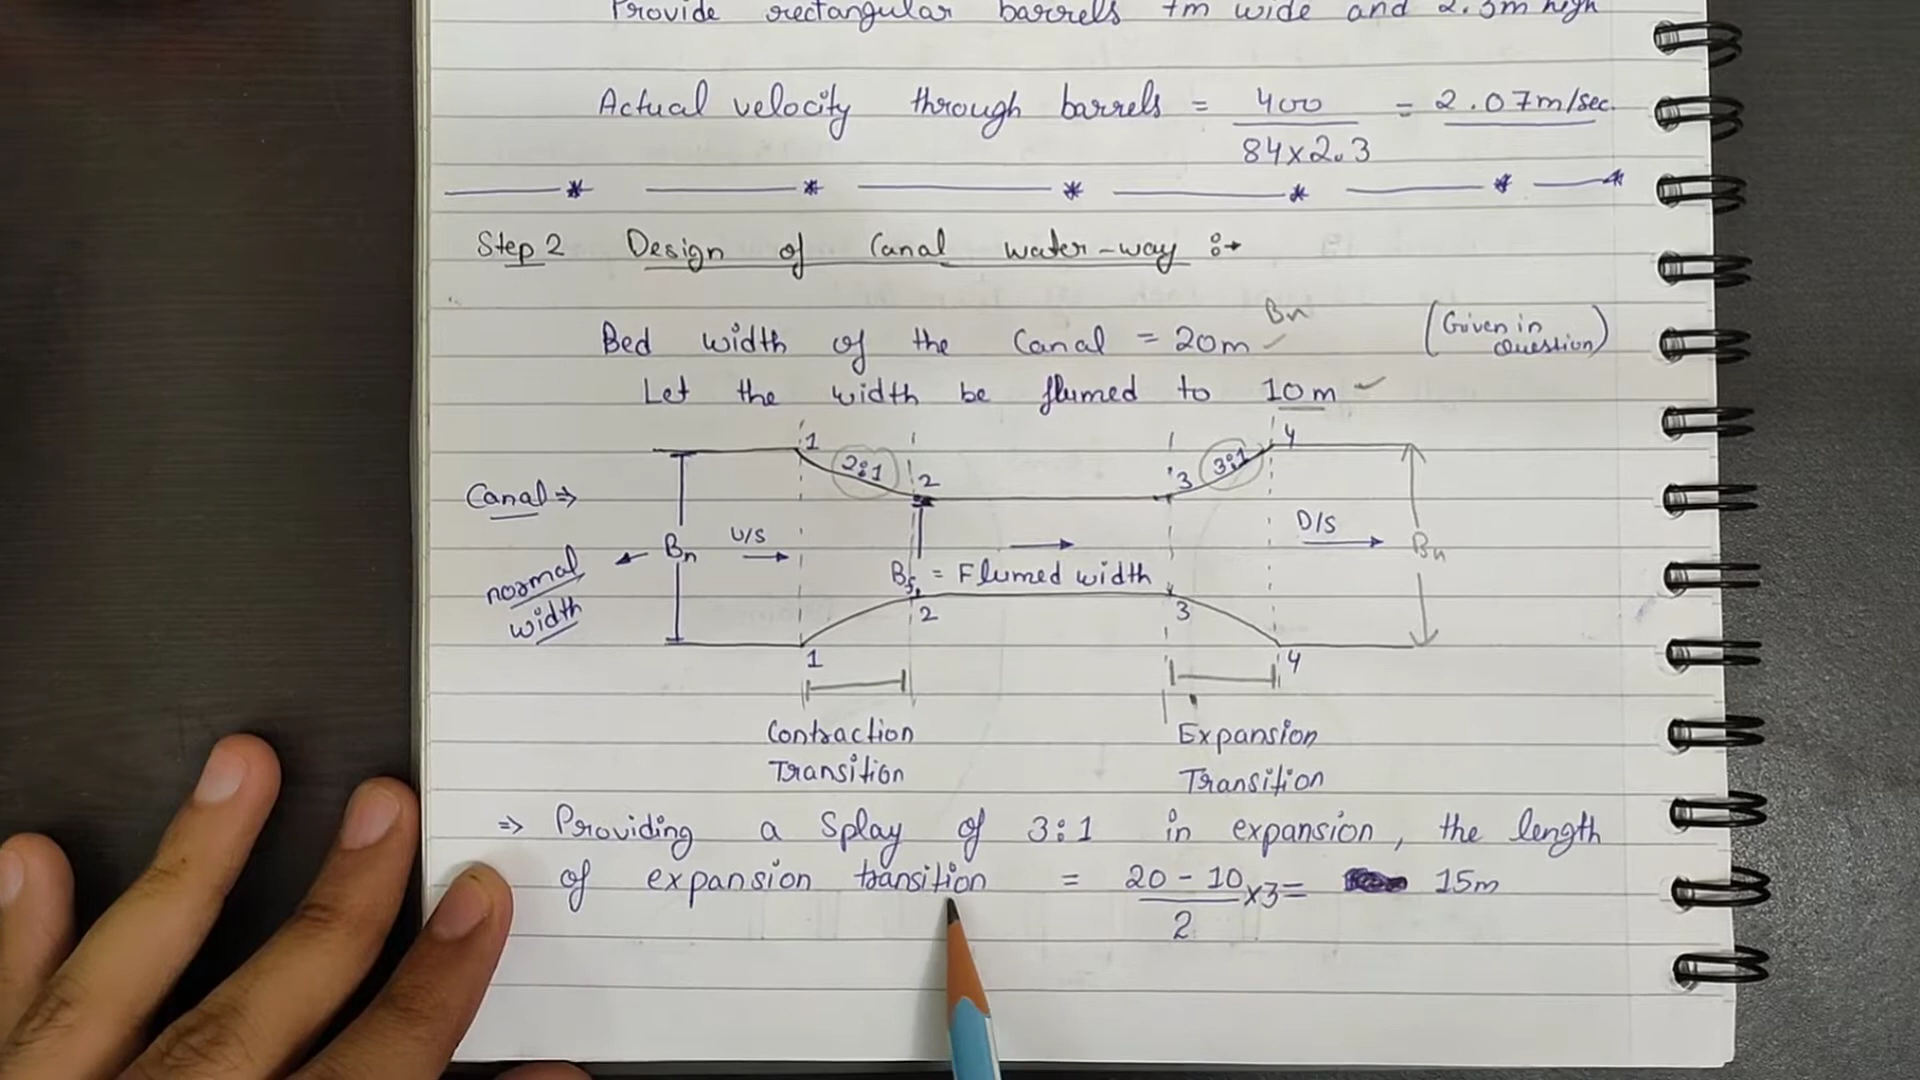 Provide rectangular barrels 7m wide and 2.3m high
Actual velocity through barrels = 400 / 84x2.3 = 2.07m/sec.
Step 2 Design of Canal water-way :→
Bn
Bed width of the Canal = 20m (Given in Question)
Let the width be flumed to 10m
1 2:1 2 3 3:1 4
Canal ⇒
Bn U/S D/S Bn
normal width
Bf = Flumed width
2 3
1 4
Contraction Transition
Expansion Transition
⇒ Providing a Splay of 3:1 in expansion, the length
of expansion transition = 20 - 10 / 2 x3 = 15m